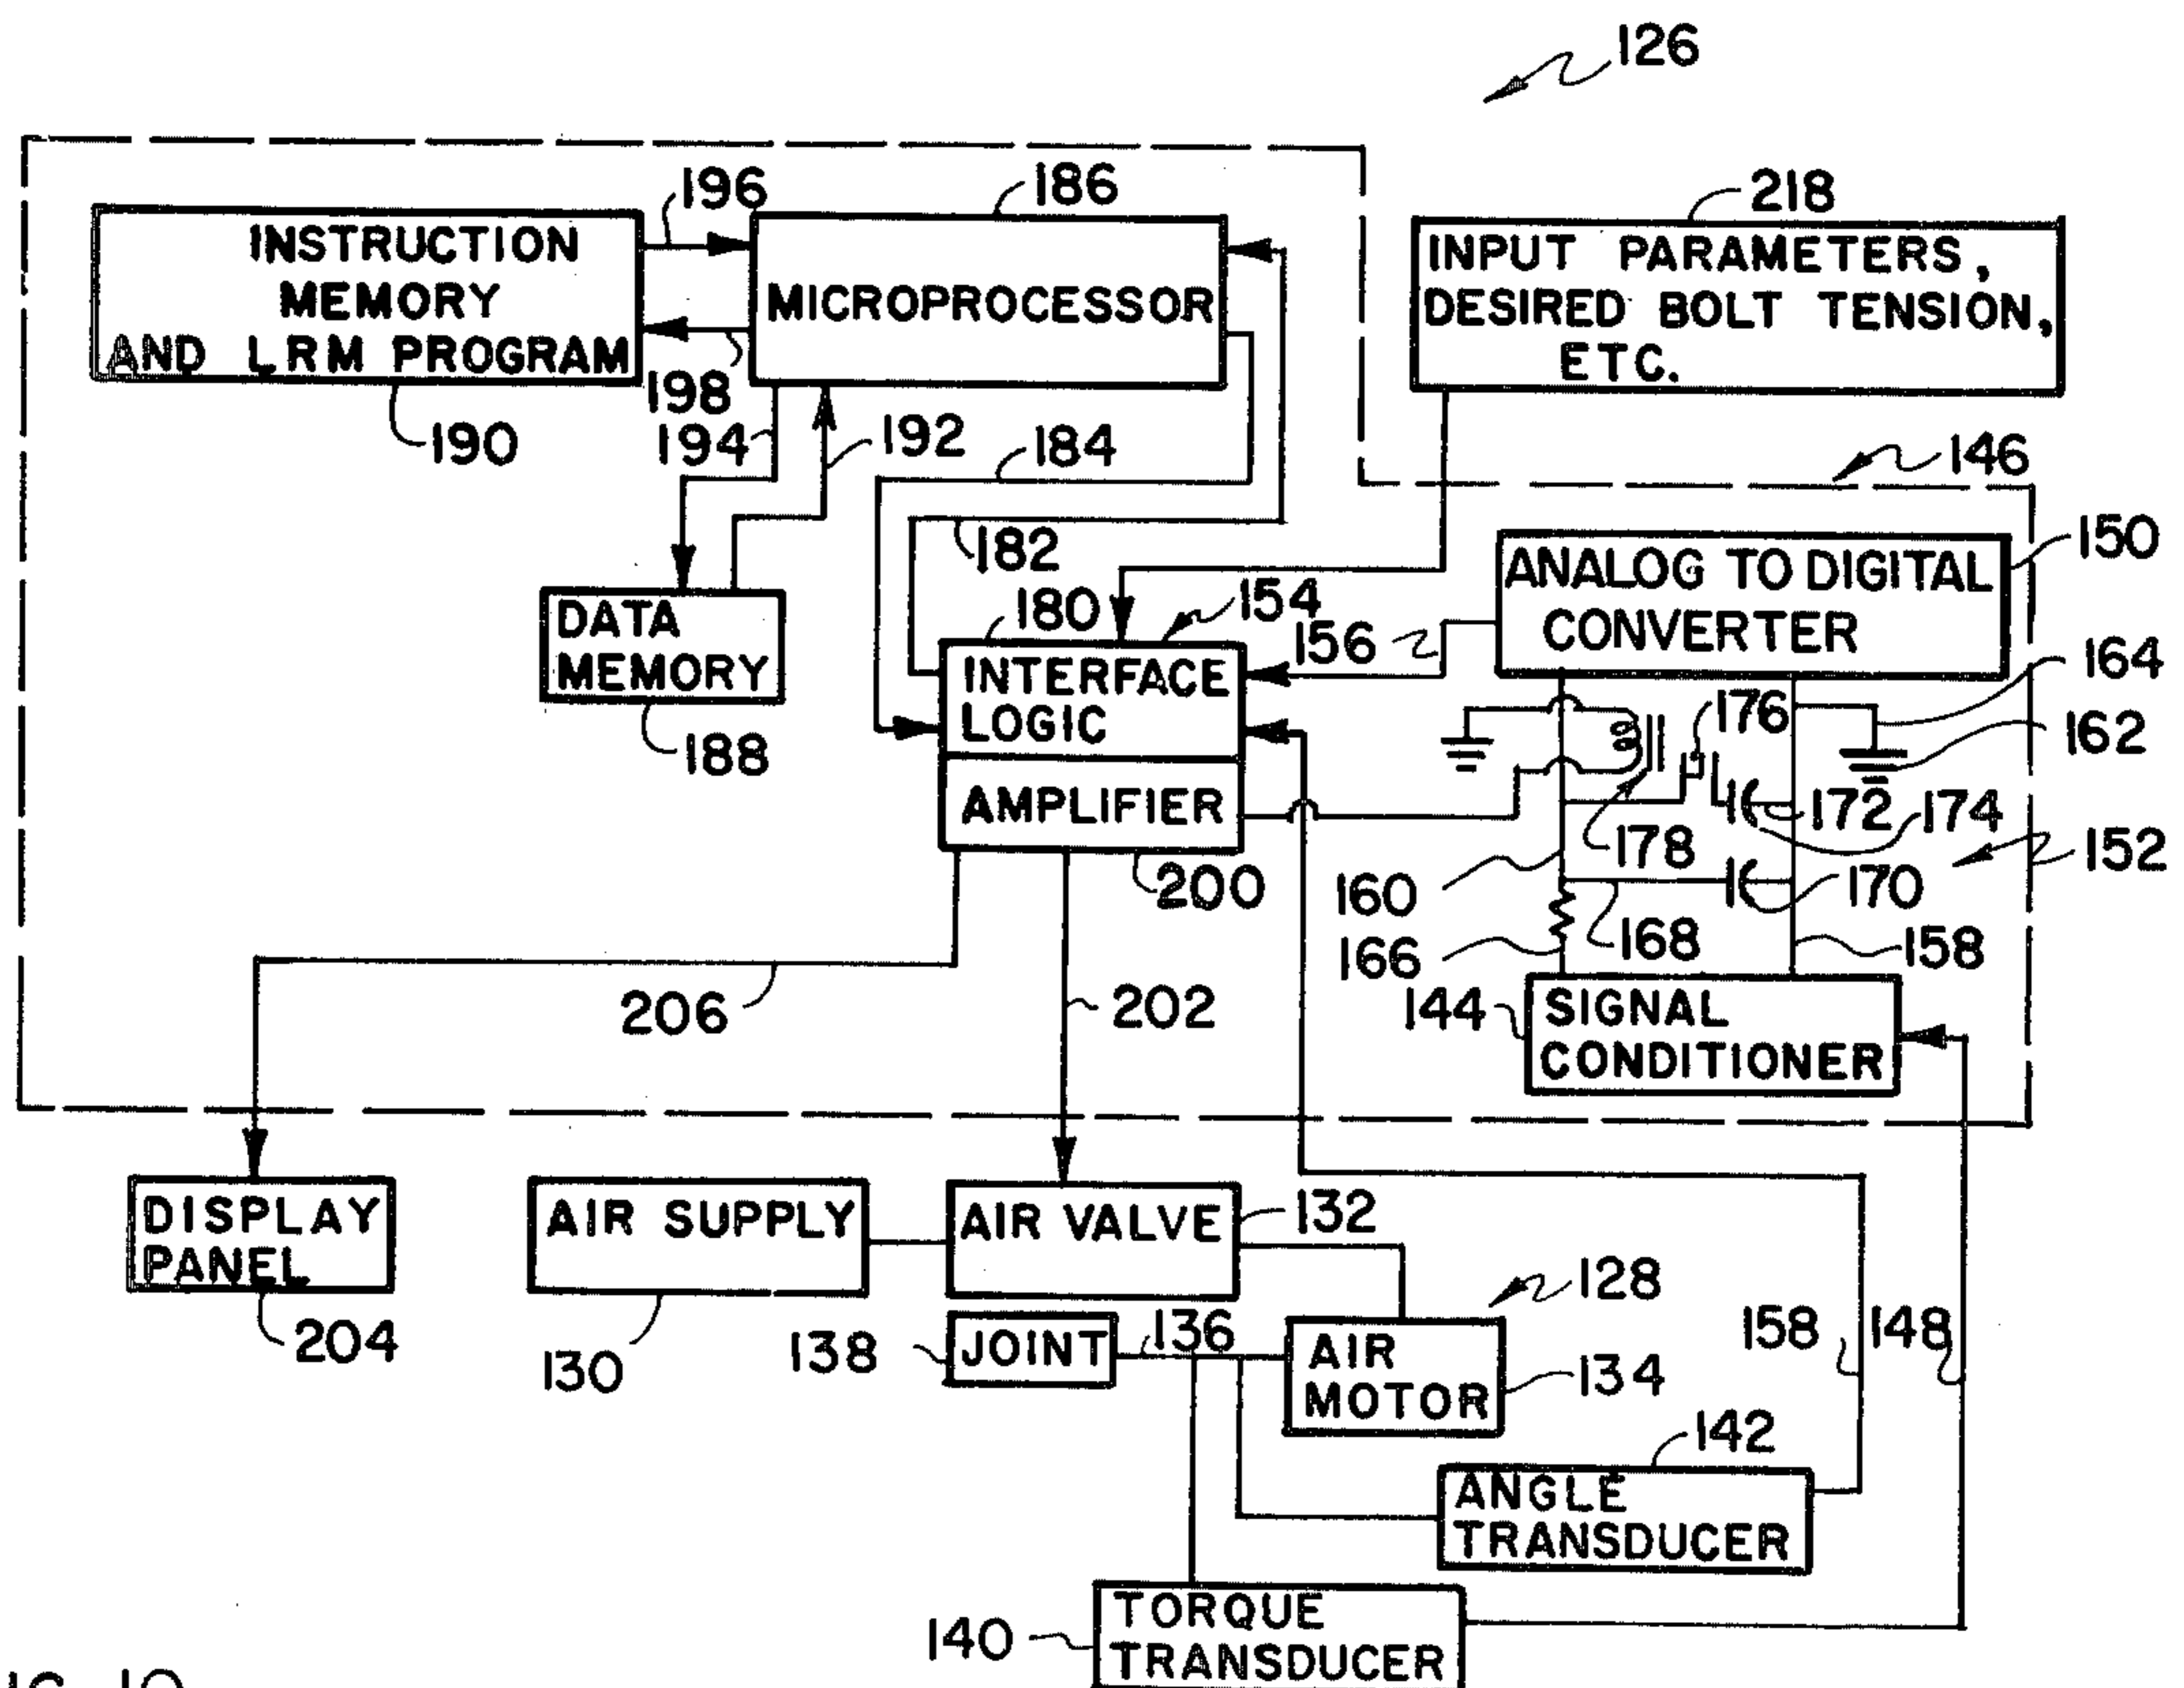 126
196
186
218
INSTRUCTION
MEMORY
AND LRM PROGRAM
MICROPROCESSOR
INPUT PARAMETERS,
DESIRED BOLT TENSION,
ETC.
198
190
194
192
184
146
182
150
ANALOG TO DIGITAL
CONVERTER
DATA
MEMORY
188
180
154
156
INTERFACE
LOGIC
164
176
162
AMPLIFIER
172
174
178
152
200
160
170
168
166
158
206
202
144
SIGNAL
CONDITIONER
DISPLAY
PANEL
AIR SUPPLY
AIR VALVE
132
128
204
130
138
JOINT
136
AIR
MOTOR
134
158
148
142
ANGLE
TRANSDUCER
140
TORQUE
TRANSDUCER